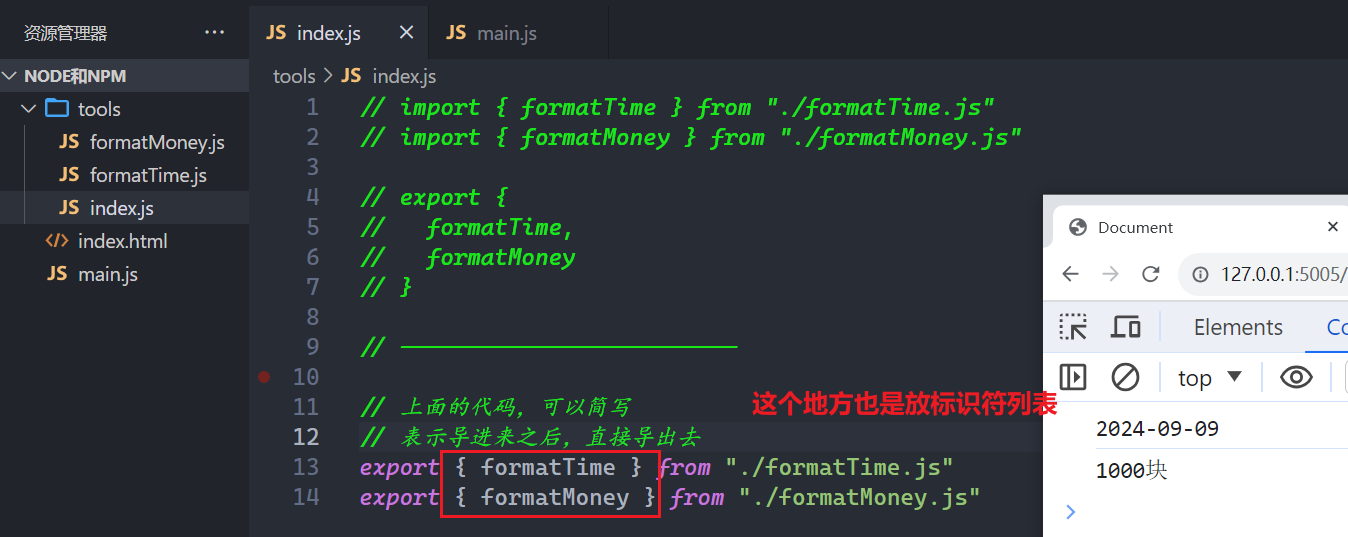 资源管理器 ···
JS index.js ×
JS main.js
NODE和NPM
tools
JS formatMoney.js
JS formatTime.js
JS index.js
</> index.html
JS main.js
tools > JS index.js
1 // import { formatTime } from "./formatTime.js"
2 // import { formatMoney } from "./formatMoney.js"
3
4 // export {
5 //   formatTime,
6 //   formatMoney
7 // }
8
9 // -------------------------
10
11 // 上面的代码，可以简写
12 // 表示导进来之后，直接导出去
13 export { formatTime } from "./formatTime.js"
14 export { formatMoney } from "./formatMoney.js"
这个地方也是放标识符列表
Document ×
127.0.0.1:5005/
Elements Co
top
2024-09-09
1000块